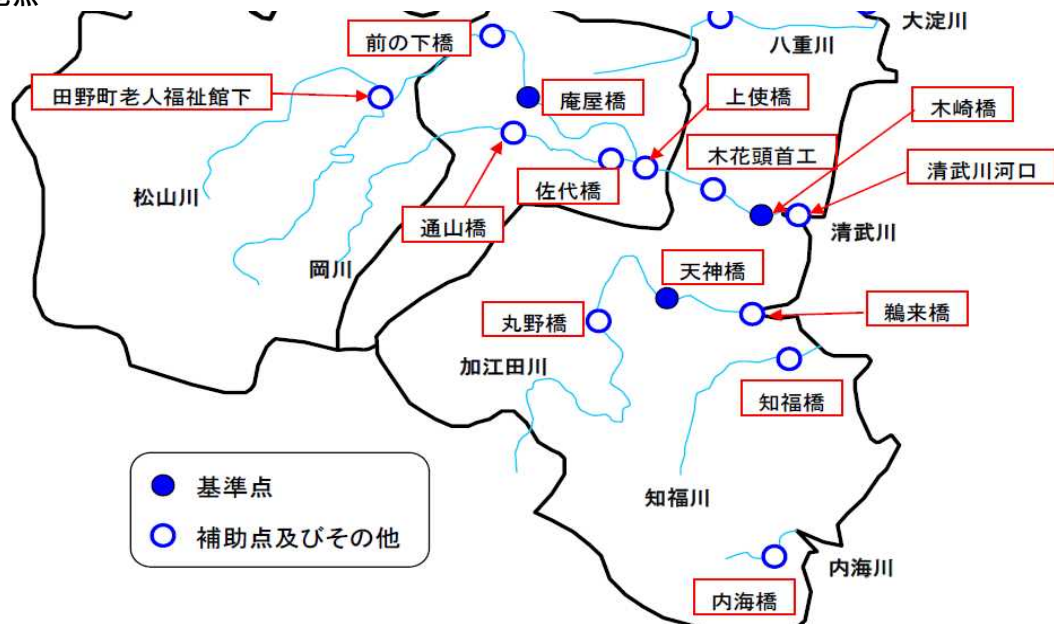 大淀川
前の下橋
八重川
田野町老人福祉館下
庵屋橋
上使橋
木崎橋
木花頭首工
清武川河口
松山川
佐代橋
通山橋
清武川
岡川
天神橋
丸野橋
鵜来橋
加江田川
知福橋
基準点
知福川
補助点及びその他
内海川
内海橋